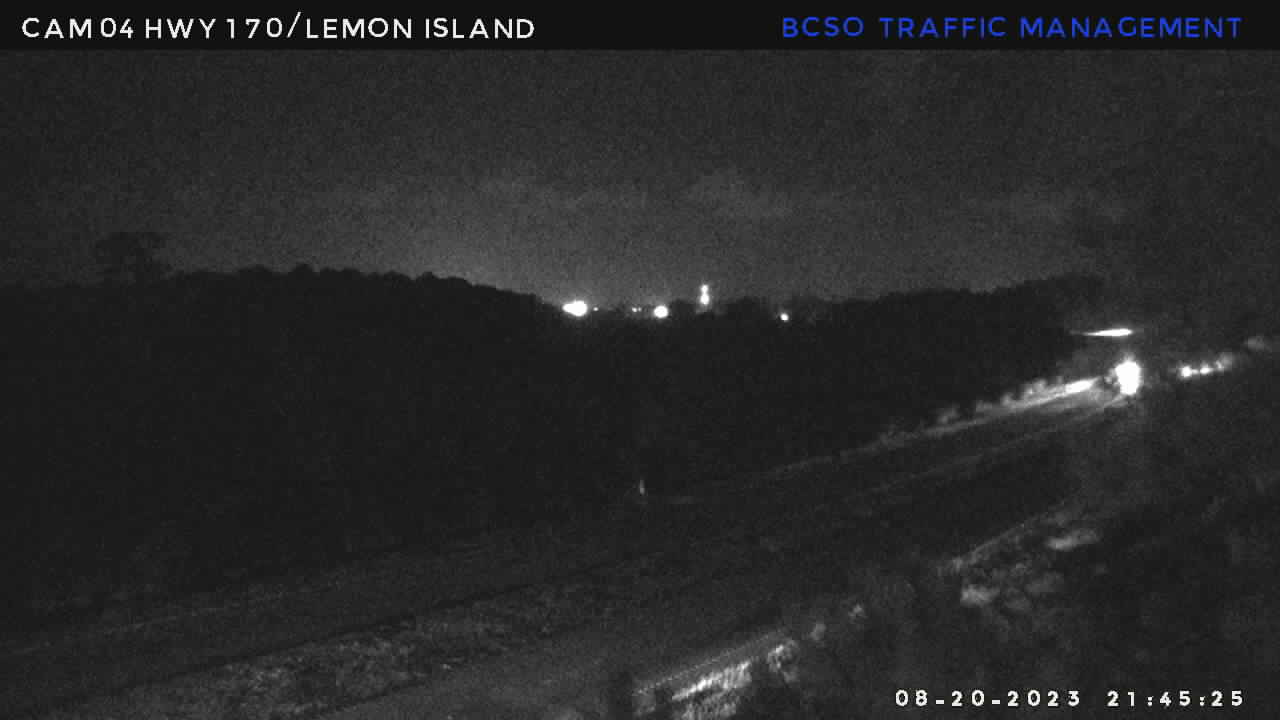 CAM04 HWY 170/LEMON ISLAND
BCSO TRAFFIC MANAGEMENT
08-20-2023 21:45:25